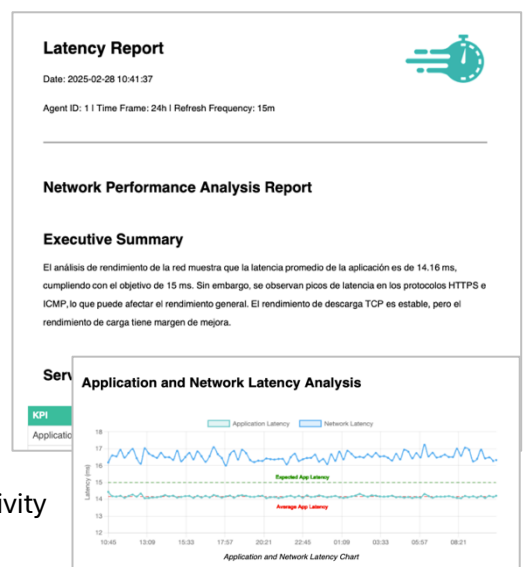 Latency Report
Date: 2025-02-28 10:41:37
Agent ID: 1 I Time Frame: 24h I Refresh Frequency: 15m
Network Performance Analysis Report
Executive Summary
El análisis de rendimiento de la red muestra que la latencia promedio de la aplicación es de 14.16 ms,
cumpliendo con el objetivo de 15 ms. Sin embargo, se observan picos de latencia en los protocolos HTTPS e
ICMP, lo que puede afectar el rendimiento general. El rendimiento de descarga TCP es estable, pero el
rendimiento de carga tiene margen de mejora.
Serv
KPI
Applicatio
ivity
Application and Network Latency Analysis
Application Latency Network Latency
18
17
16
15
14
13
12
Latency (ms)
Expected App Latency
Average App Latency
10:45 13:09 15:33 17:57 20:21 22:45 01:09 03:33 05:57 08:21
Application and Network Latency Chart